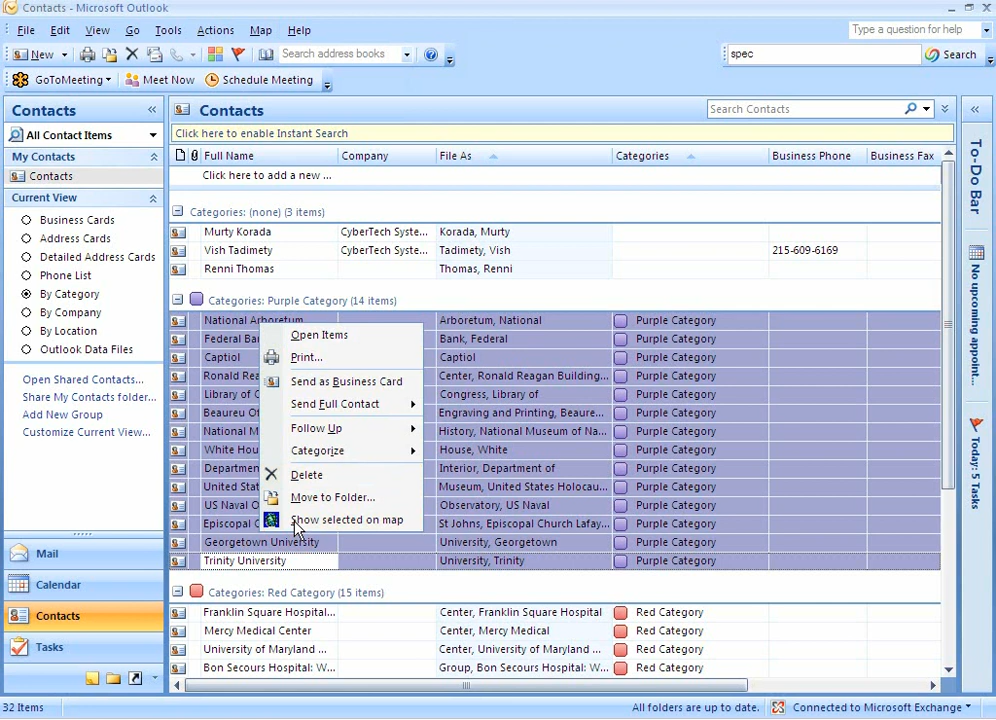 Contacts - Microsoft Outlook
File Edit View Go Tools Actions Map Help
Type a question for help
New
Search address books
spec
Search
GoToMeeting
Meet Now
Schedule Meeting
Contacts
All Contact Items
My Contacts
Contacts
Current View
Business Cards
Address Cards
Detailed Address Cards
Phone List
By Category
By Company
By Location
Outlook Data Files
Open Shared Contacts...
Share My Contacts folder...
Add New Group
Customize Current View...
Mail
Calendar
Contacts
Tasks
Contacts
Search Contacts
Click here to enable Instant Search
Full Name Company File As Categories Business Phone Business Fax
Click here to add a new ...
Categories: (none) (3 items)
Murty Korada CyberTech Syste... Korada, Murty
Vish Tadimety CyberTech Syste... Tadimety, Vish 215-609-6169
Renni Thomas Thomas, Renni
Categories: Purple Category (14 items)
National Arboretum Arboretum, National Purple Category
Federal Ba Bank, Federal Purple Category
Captiol Captiol Purple Category
Ronald Rea Center, Ronald Reagan Building... Purple Category
Library of C Congress, Library of Purple Category
Beaureu Of Engraving and Printing, Beaure... Purple Category
National M History, National Museum of Na... Purple Category
White Hou House, White Purple Category
Departmen Interior, Department of Purple Category
United Stat Museum, United States Holocau... Purple Category
US Naval O Observatory, US Naval Purple Category
Episcopal C St Johns, Episcopal Church Lafay... Purple Category
Georgetown University University, Georgetown Purple Category
Trinity University University, Trinity Purple Category
Open Items
Print...
Send as Business Card
Send Full Contact
Follow Up
Categorize
Delete
Move to Folder...
Show selected on map
Categories: Red Category (15 items)
Franklin Square Hospital... Center, Franklin Square Hospital Red Category
Mercy Medical Center Center, Mercy Medical Red Category
University of Maryland ... Center, University of Maryland ... Red Category
Bon Secours Hospital: W... Group, Bon Secours Hospital: W... Red Category
To-Do Bar
No upcoming appoint...
Today: 5 Tasks
32 Items
All folders are up to date.
Connected to Microsoft Exchange